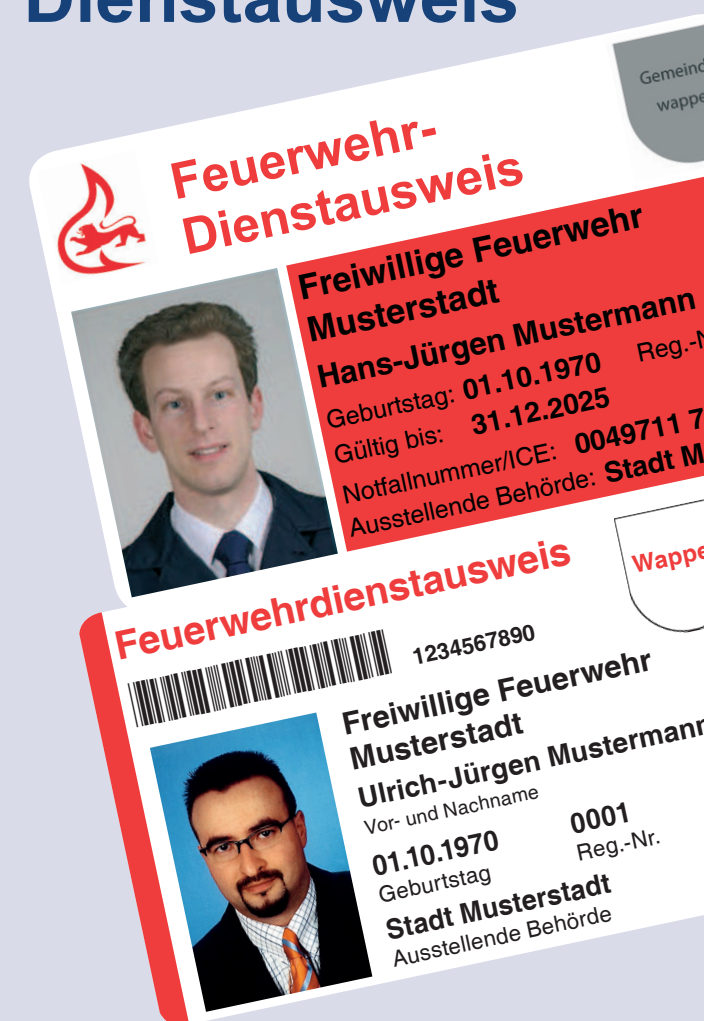 Dienstausweis
Feuerwehr-
Dienstausweis
Gemeind
wappe
Freiwillige Feuerwehr
Musterstadt
Hans-Jürgen Mustermann
Geburtstag: 01.10.1970 Reg.-N
Gültig bis: 31.12.2025
Notfallnummer/ICE: 0049711 7
Ausstellende Behörde: Stadt M
Feuerwehrdienstausweis
Wappe
1234567890
Freiwillige Feuerwehr
Musterstadt
Ulrich-Jürgen Mustermann
Vor- und Nachname
01.10.1970 0001
Geburtstag Reg.-Nr.
Stadt Musterstadt
Ausstellende Behörde